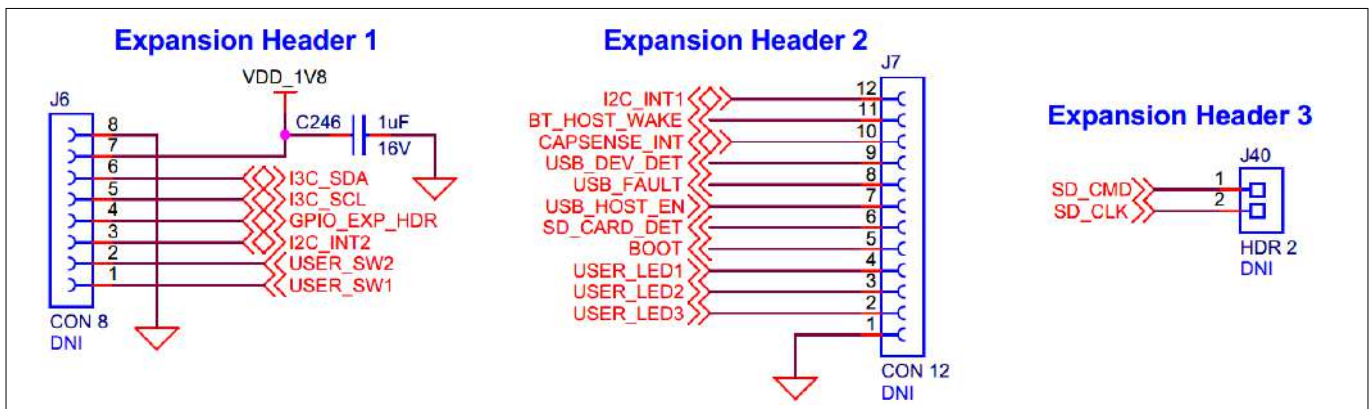 Expansion Header 1
VDD_1V8
J6
C246
1uF
16V
8
7
6
I3C_SDA
5
I3C_SCL
4
GPIO_EXP_HDR
3
I2C_INT2
2
USER_SW2
1
USER_SW1
CON 8
DNI
Expansion Header 2
J7
I2C_INT1
12
BT_HOST_WAKE
11
CAPSENSE_INT
10
USB_DEV_DET
9
USB_FAULT
8
USB_HOST_EN
7
SD_CARD_DET
6
BOOT
5
USER_LED1
4
USER_LED2
3
USER_LED3
2
1
CON 12
DNI
Expansion Header 3
J40
SD_CMD
1
SD_CLK
2
HDR 2
DNI